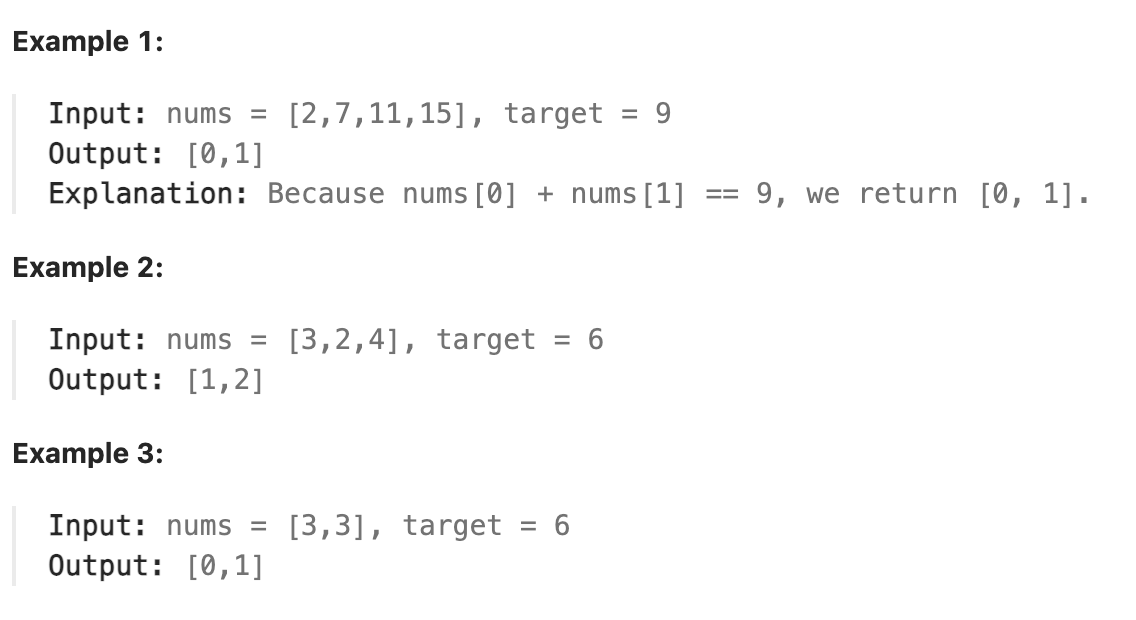 Example 1:
Input: nums = [2,7,11,15], target = 9
Output: [0,1]
Explanation: Because nums[0] + nums[1] == 9, we return [0, 1].
Example 2:
Input: nums = [3,2,4], target = 6
Output: [1,2]
Example 3:
Input: nums = [3,3], target = 6
Output: [0,1]